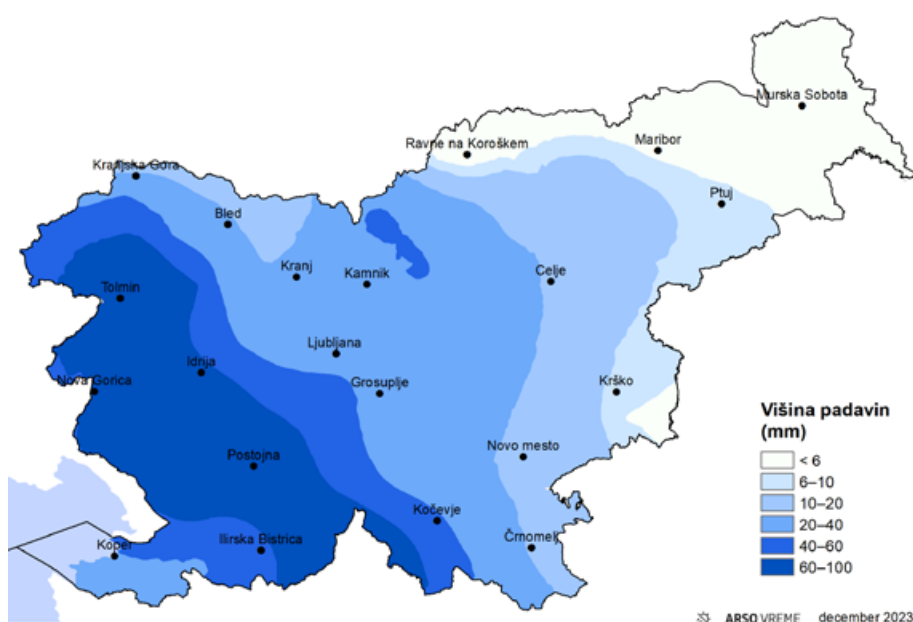 Murska Sobota
Ravne na Koroškem
Maribor
Kranjska Gora
Ptuj
Bled
Kranj
Kamnik
Celje
Tolmin
Ljubljana
Idrija
Nova Gorica
Grosuplje
Krško
Postojna
Novo mesto
Kočevje
Koper
Ilirska Bistrica
Črnomelj
Višina padavin
(mm)
< 6
6–10
10–20
20–40
40–60
60–100
ARSO VREME december 2023